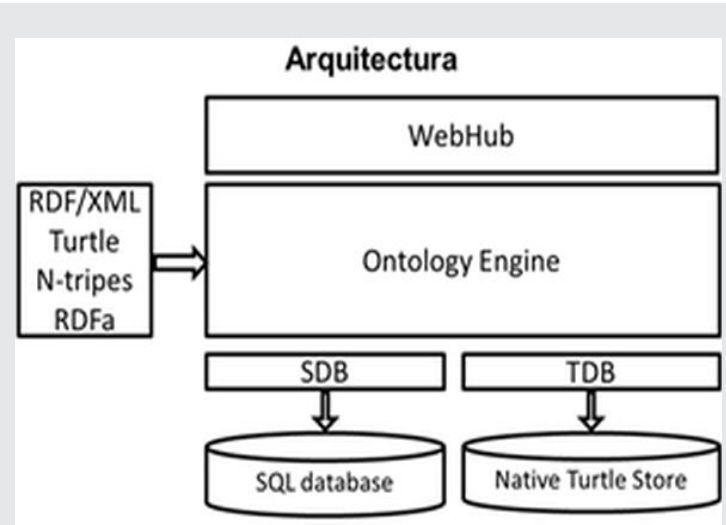 Arquitectura
WebHub
RDF/XML
Turtle
N-tripes
RDFa
Ontology Engine
SDB
TDB
SQL database
Native Turtle Store